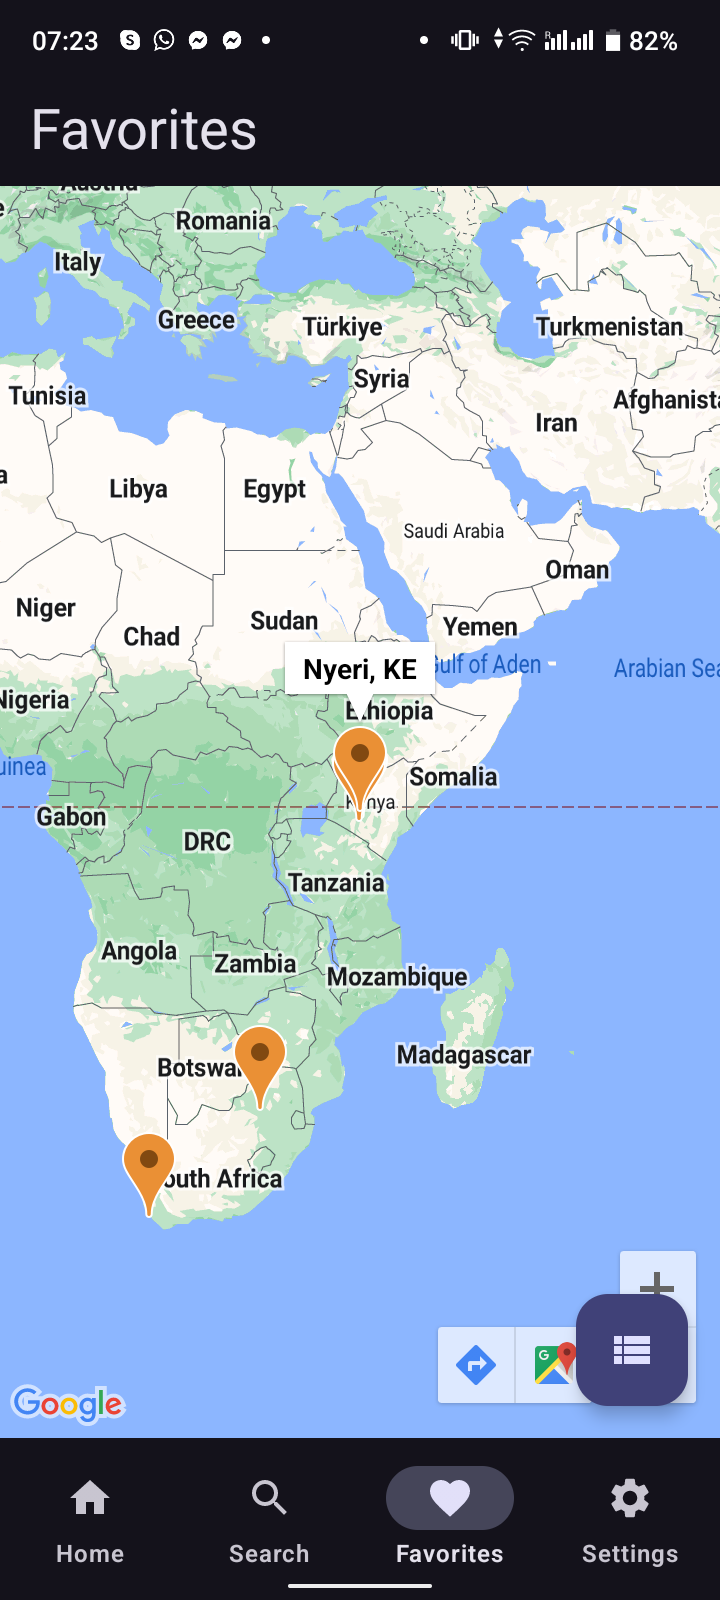 07:23
82%
Favorites
Austria
Romania
Italy
Greece
Türkiye
Turkmenistan
Syria
Tunisia
Afghanista
Iran
Libya
Egypt
Saudi Arabia
Oman
Niger
Sudan
Yemen
Chad
Nyeri, KE
Gulf of Aden
Arabian Sea
Nigeria
Ethiopia
uinea
Somalia
Kenya
Gabon
DRC
Tanzania
Angola
Zambia
Mozambique
Madagascar
Botswa
outh Africa
G
Google
Home
Search
Favorites
Settings